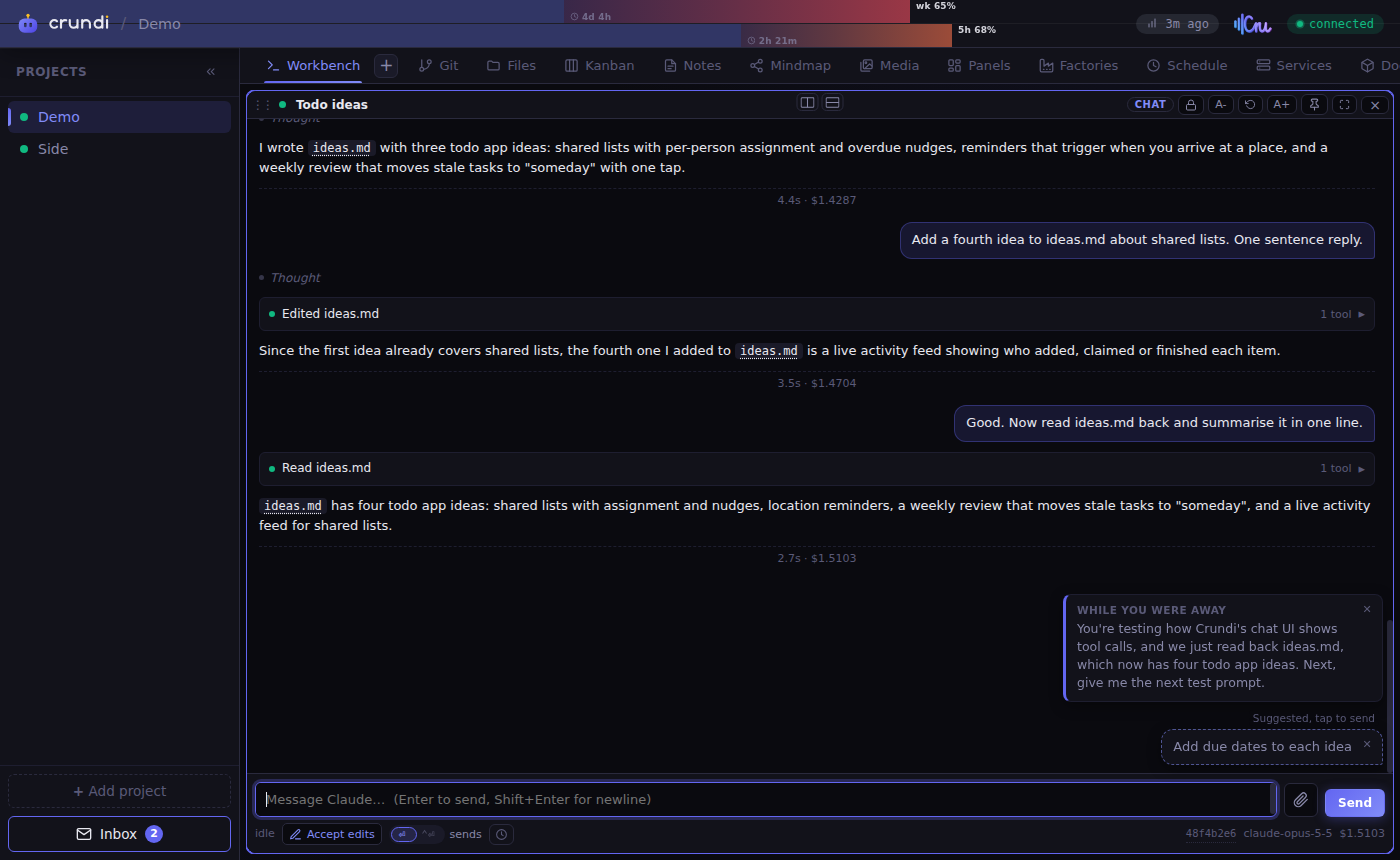 crundi / Demo
4d 4h
wk 65%
2h 21m
5h 68%
3m ago
Cru
connected
PROJECTS «
Workbench + Git Files Kanban Notes Mindmap Media Panels Factories Schedule Services Do
Demo
Side
Todo ideas
CHAT A- A+
Thought
I wrote ideas.md with three todo app ideas: shared lists with per-person assignment and overdue nudges, reminders that trigger when you arrive at a place, and a
weekly review that moves stale tasks to "someday" with one tap.
4.4s · $1.4287
Add a fourth idea to ideas.md about shared lists. One sentence reply.
Thought
Edited ideas.md 1 tool
Since the first idea already covers shared lists, the fourth one I added to ideas.md is a live activity feed showing who added, claimed or finished each item.
3.5s · $1.4704
Good. Now read ideas.md back and summarise it in one line.
Read ideas.md 1 tool
ideas.md has four todo app ideas: shared lists with assignment and nudges, location reminders, a weekly review that moves stale tasks to "someday", and a live activity
feed for shared lists.
2.7s · $1.5103
WHILE YOU WERE AWAY ×
You're testing how Crundi's chat UI shows
tool calls, and we just read back ideas.md,
which now has four todo app ideas. Next,
give me the next test prompt.
Suggested, tap to send
Add due dates to each idea ×
+ Add project
Inbox 2
Message Claude... (Enter to send, Shift+Enter for newline)
Send
idle Accept edits sends
48f4b2e6 claude-opus-5-5 $1.5103